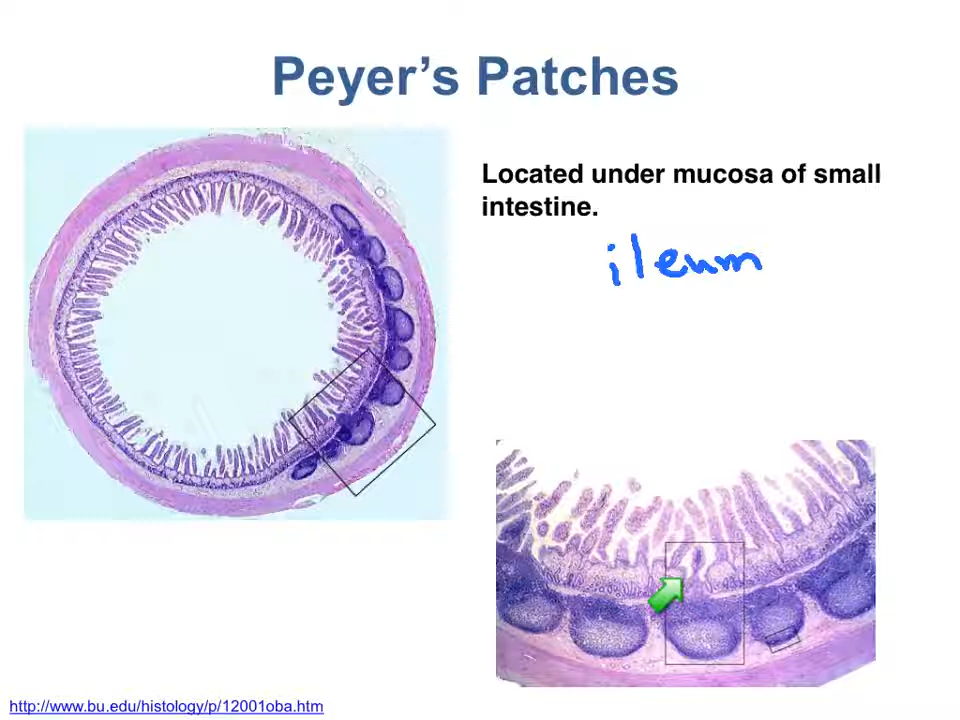 Peyer’s Patches
Located under mucosa of small
intestine.
ileum
http://www.bu.edu/histology/p/12001oba.htm